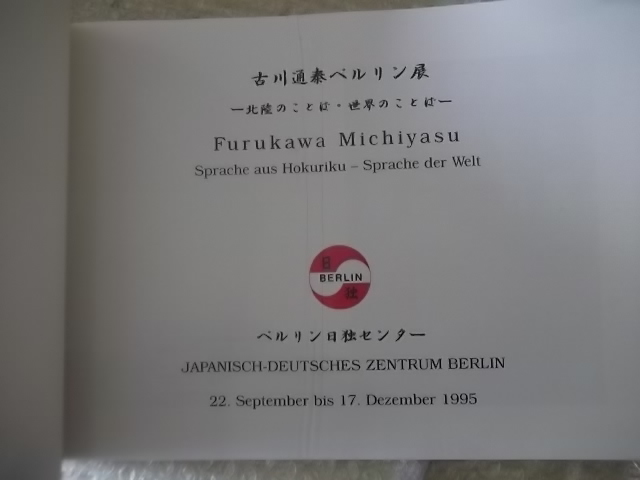 古川通泰ベルリン展
ー北陸のことば・世界のことばー
Furukawa Michiyasu
Sprache aus Hokuriku – Sprache der Welt
日
BERLIN
独
ベルリン日独センター
JAPANISCH-DEUTSCHES ZENTRUM BERLIN
22. September bis 17. Dezember 1995